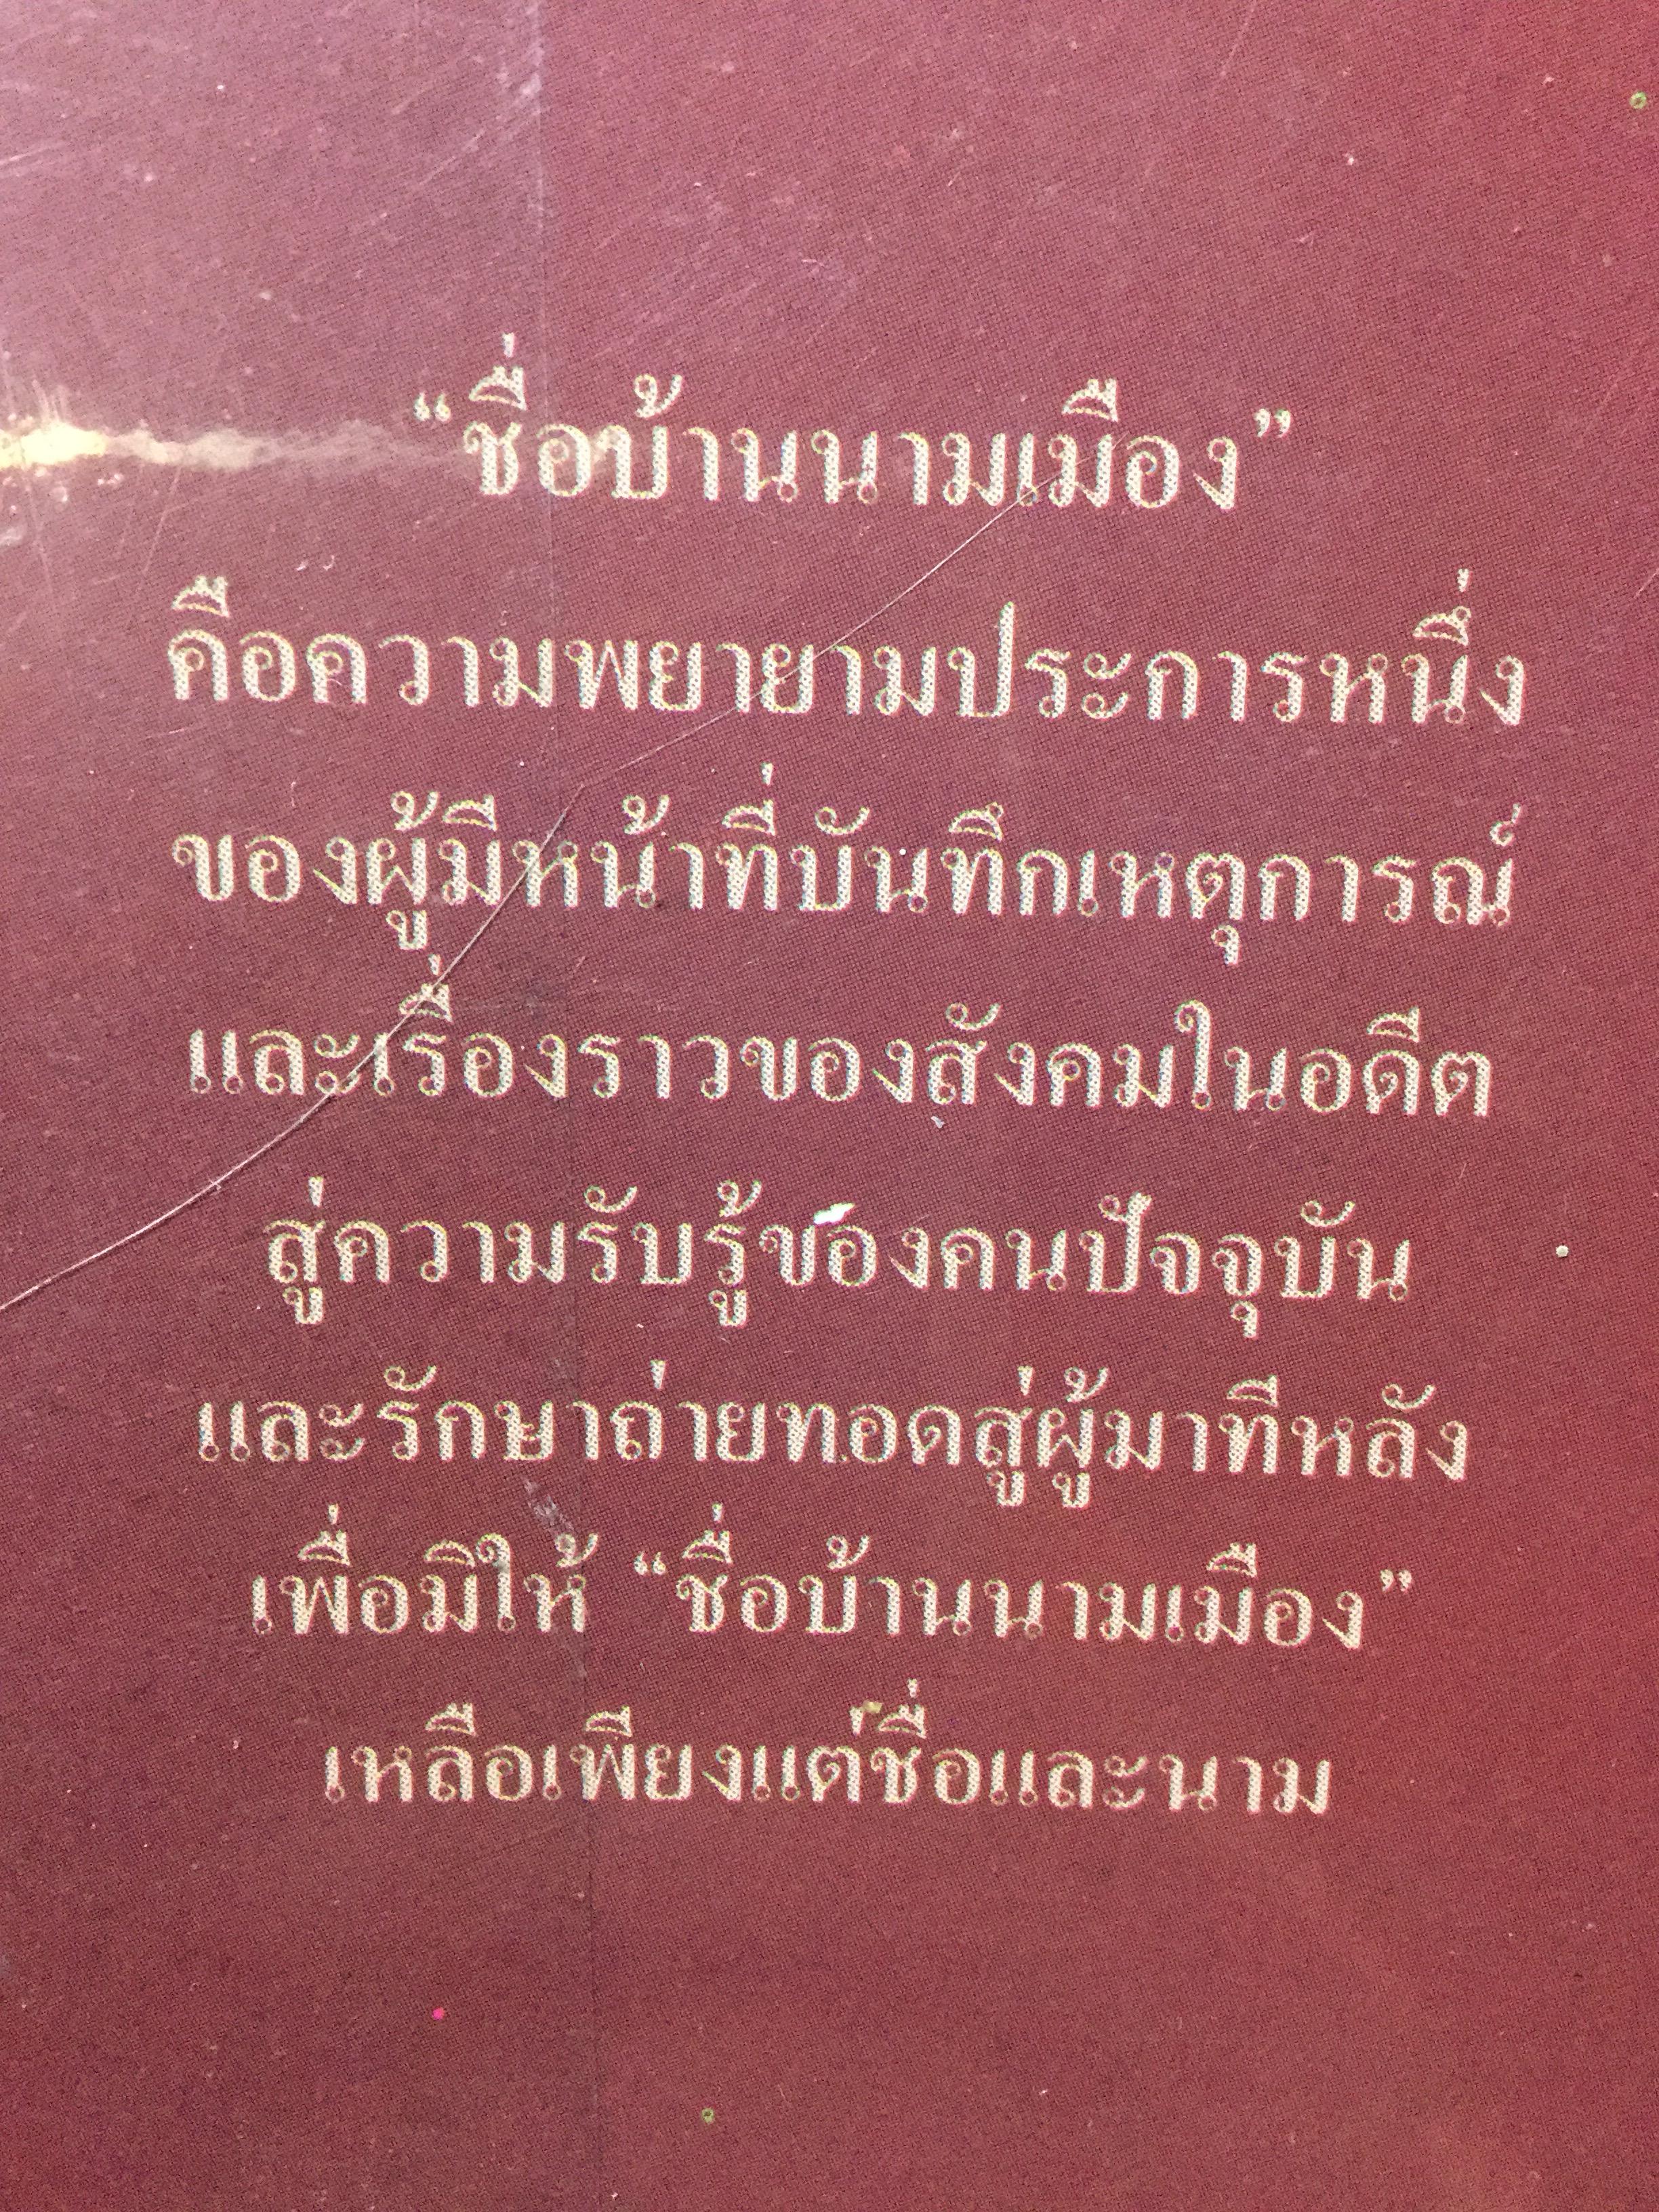 “ชื่อบ้านนามเมือง”
คือความพยายามประการหนึ่ง
ของผู้มีหน้าที่บันทึกเหตุการณ์
และเรื่องราวของสังคมในอดีต
สู่ความรับรู้ของคนปัจจุบัน
และรักษาถ่ายทอดสู่ผู้มาทีหลัง
เพื่อมิให้ “ชื่อบ้านนามเมือง”
เหลือเพียงแต่ชื่อและนาม